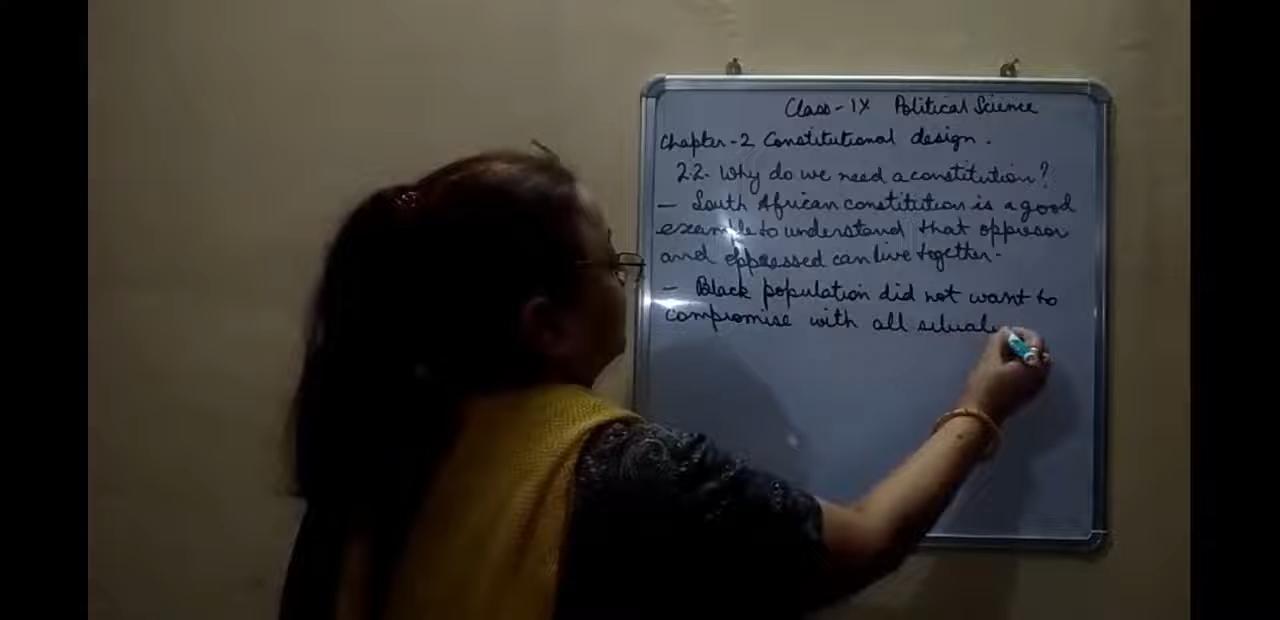 Class-IX Political Science
Chapter-2 Constitutional design.
2.2. Why do we need a constitution?
- South African constitution is a good
example to understand that oppresor
and oppressed can live together.
- Black population did not want to
compromise with all